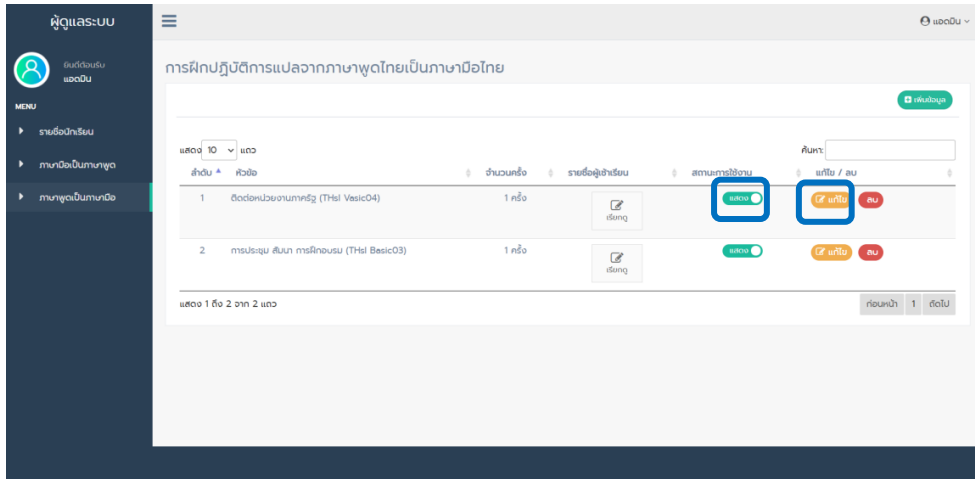 ผู้ดูแลระบบ
แอดมิน
ยินดีต้อนรับ
แอดมิน
MENU
รายชื่อนักเรียน
ภาษามือเป็นภาษาพูด
ภาษาพูดเป็นภาษามือ
การฝึกปฏิบัติการแปลจากภาษาพูดไทยเป็นภาษามือไทย
เพิ่มข้อมูล
แสดง 10 แถว
ค้นหา:
ลำดับ หัวข้อ จำนวนครั้ง รายชื่อผู้เข้าเรียน สถานะการใช้งาน แก้ไข / ลบ
1 ติดต่อหน่วยงานภาครัฐ (THsl Vasic04) 1 ครั้ง เรียกดู แสดง แก้ไข ลบ
2 การประชุม สัมนา การฝึกอบรม (THsl Basic03) 1 ครั้ง เรียกดู แสดง แก้ไข ลบ
แสดง 1 ถึง 2 จาก 2 แถว
ก่อนหน้า 1 ถัดไป